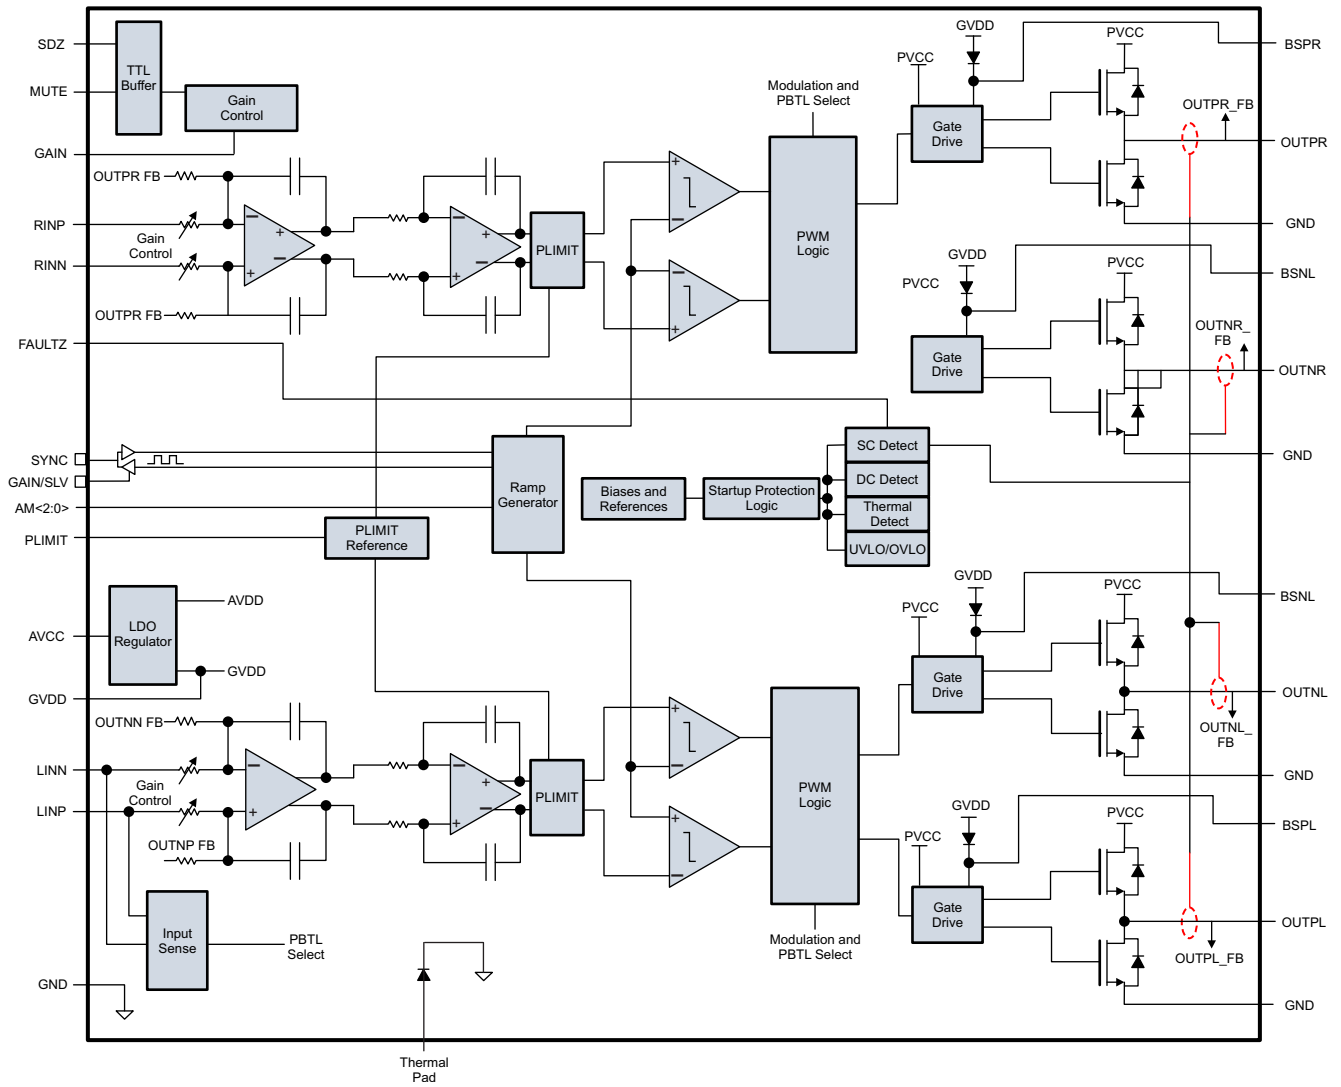 SDZ
MUTE
GAIN
TTL
Buffer
Gain
Control
OUTPR FB
RINP
Gain
Control
RINN
OUTPR FB
FAULTZ
+
+
+
+
PLIMIT
+
+
Modulation and
PBTL Select
PWM
Logic
GVDD
PVCC
Gate
Drive
PVCC
BSPR
OUTPR_FB
OUTPR
GND
GVDD
PVCC
Gate
Drive
PVCC
BSNL
OUTNR_
FB
OUTNR
GND
SYNC
GAIN/SLV
AM<2:0>
PLIMIT
PLIMIT
Reference
Ramp
Generator
Biases and
References
Startup Protection
Logic
SC Detect
DC Detect
Thermal
Detect
UVLO/OVLO
AVCC
LDO
Regulator
AVDD
GVDD
GVDD
OUTNN FB
LINN
Gain
Control
LINP
OUTNP FB
+
+
+
PLIMIT
+
+
PWM
Logic
Modulation and
PBTL Select
GVDD
PVCC
Gate
Drive
PVCC
BSNL
OUTNL
OUTNL_
FB
GND
GVDD
PVCC
Gate
Drive
PVCC
BSPL
OUTPL
OUTPL_FB
GND
Input
Sense
PBTL
Select
GND
Thermal
Pad